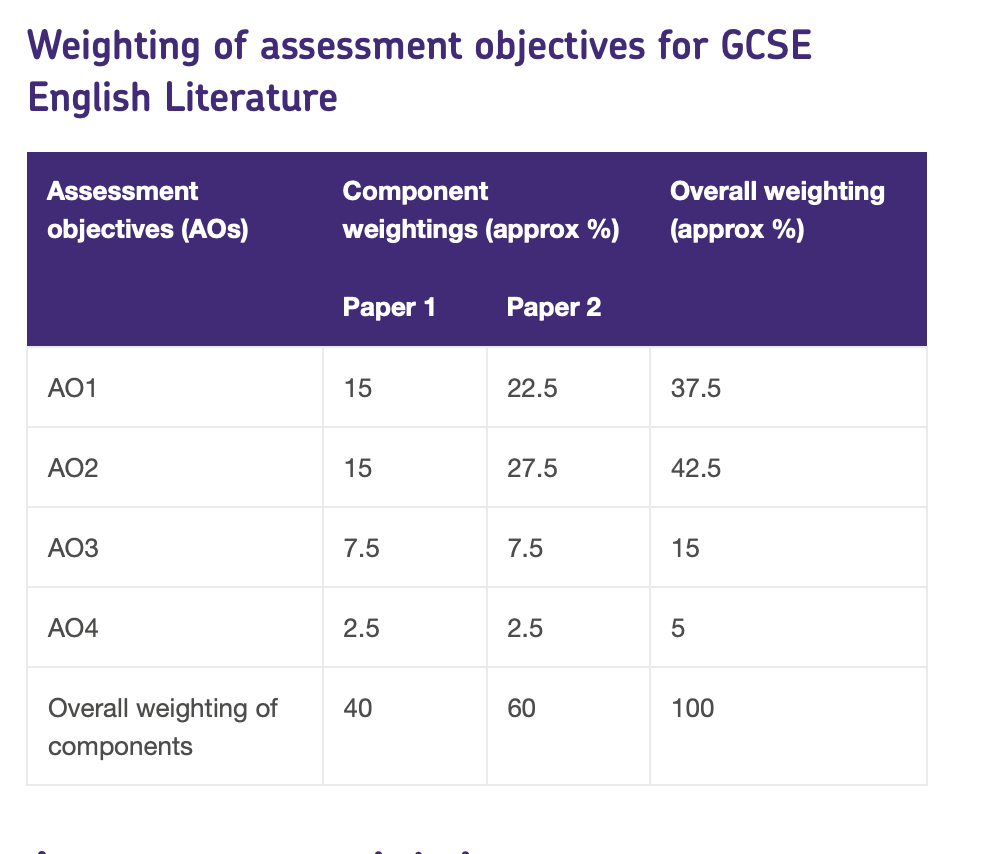 Weighting of assessment objectives for GCSE
English Literature
Assessment Component Overall weighting
objectives (AOs) weightings (approx %) (approx %)
Paper 1 Paper 2
AO1 15 22.5 37.5
AO2 15 27.5 42.5
AO3 7.5 7.5 15
AO4 2.5 2.5 5
Overall weighting of 40 60 100
components